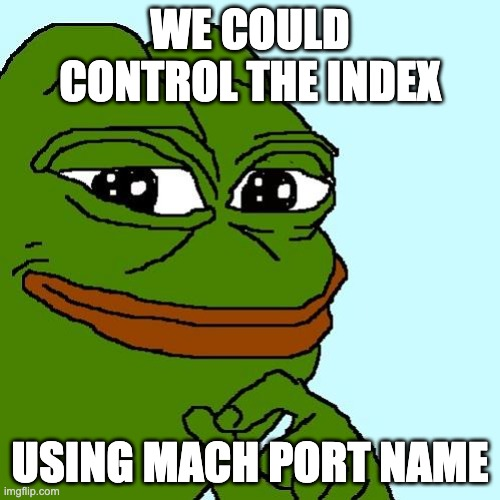 WE COULD
CONTROL THE INDEX
USING MACH PORT NAME
imgflip.com